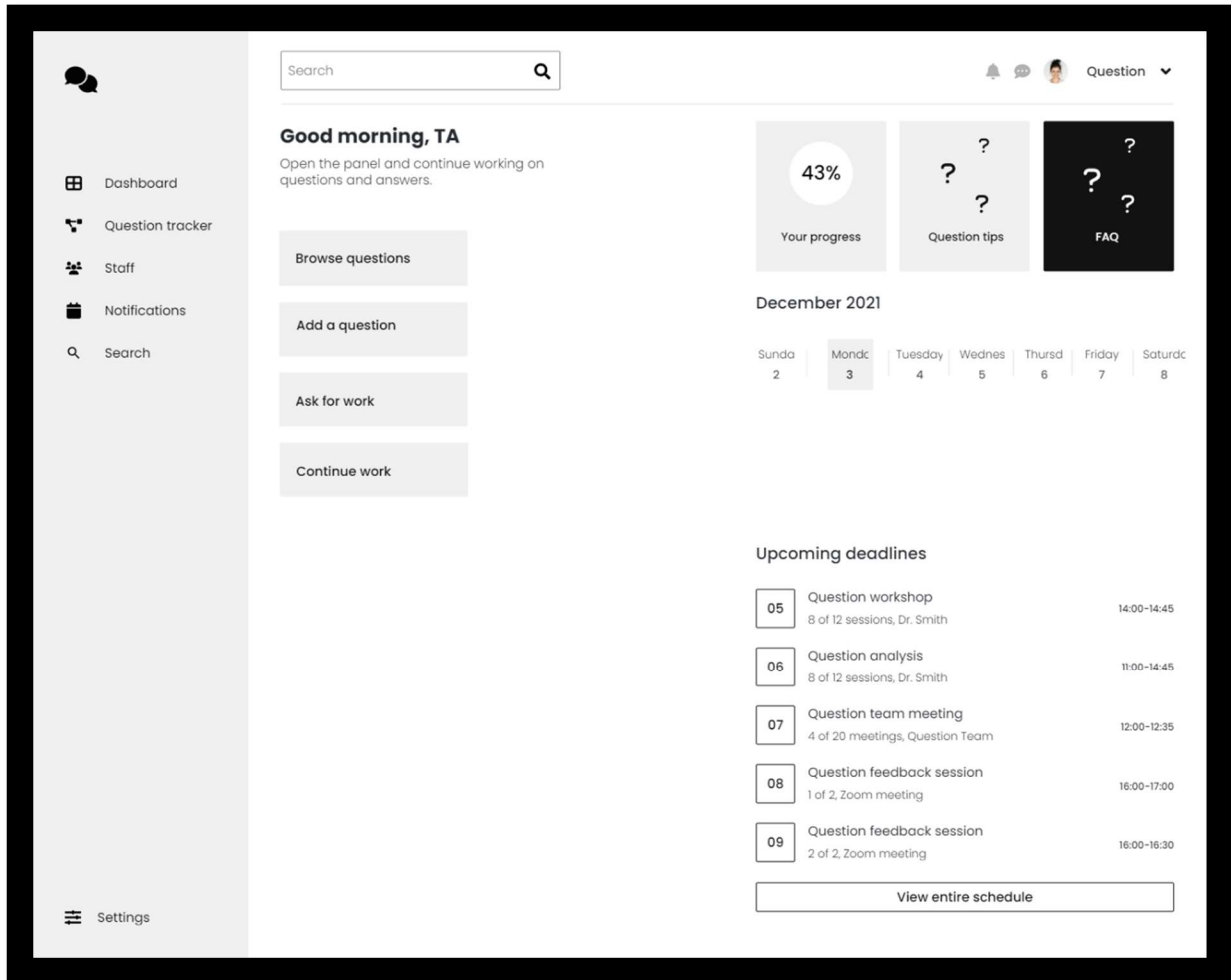 Search
Question
Good morning, TA
Open the panel and continue working on
questions and answers.
Dashboard
Question tracker
Staff
Notifications
Search
Settings
Browse questions
Add a question
Ask for work
Continue work
43%
Your progress
? ? ?
Question tips
? ? ?
FAQ
December 2021
Sunda Mondc Tuesday Wednes Thursd Friday Saturdc
2 3 4 5 6 7 8
Upcoming deadlines
05 Question workshop 14:00-14:45
8 of 12 sessions, Dr. Smith
06 Question analysis 11:00-14:45
8 of 12 sessions, Dr. Smith
07 Question team meeting 12:00-12:35
4 of 20 meetings, Question Team
08 Question feedback session 16:00-17:00
1 of 2, Zoom meeting
09 Question feedback session 16:00-16:30
2 of 2, Zoom meeting
View entire schedule